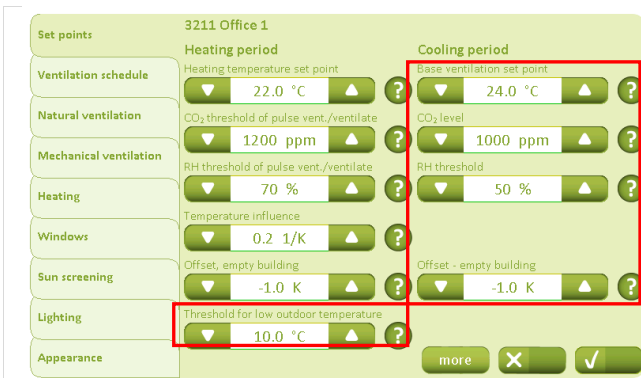 3211 Office 1
Set points
Ventilation schedule
Natural ventilation
Mechanical ventilation
Heating
Windows
Sun screening
Lighting
Appearance
Heating period
Heating temperature set point
22.0 °C
?
CO₂ threshold of pulse vent./ventilate
1200 ppm
?
RH threshold of pulse vent./ventilate
70 %
?
Temperature influence
0.2 1/K
?
Offset, empty building
-1.0 K
?
Threshold for low outdoor temperature
10.0 °C
?
Cooling period
Base ventilation set point
24.0 °C
?
CO₂ level
1000 ppm
?
RH threshold
50 %
?
Offset - empty building
-1.0 K
?
more